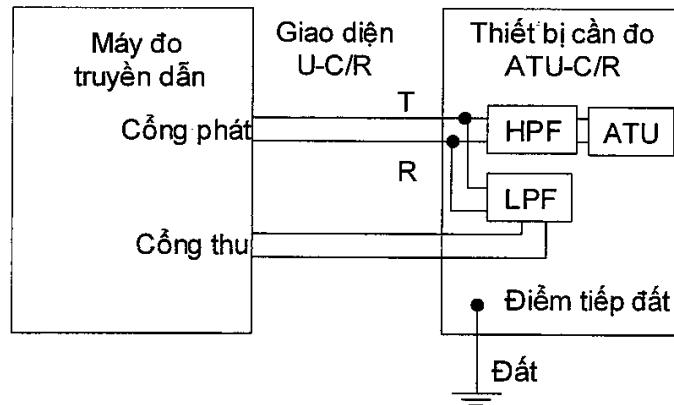 Máy đo
truyền dẫn
Cổng phát
Cổng thu
Giao diện
U-C/R
T
R
Thiết bị cần đo
ATU-C/R
HPF
ATU
LPF
Điểm tiếp đất
Đất